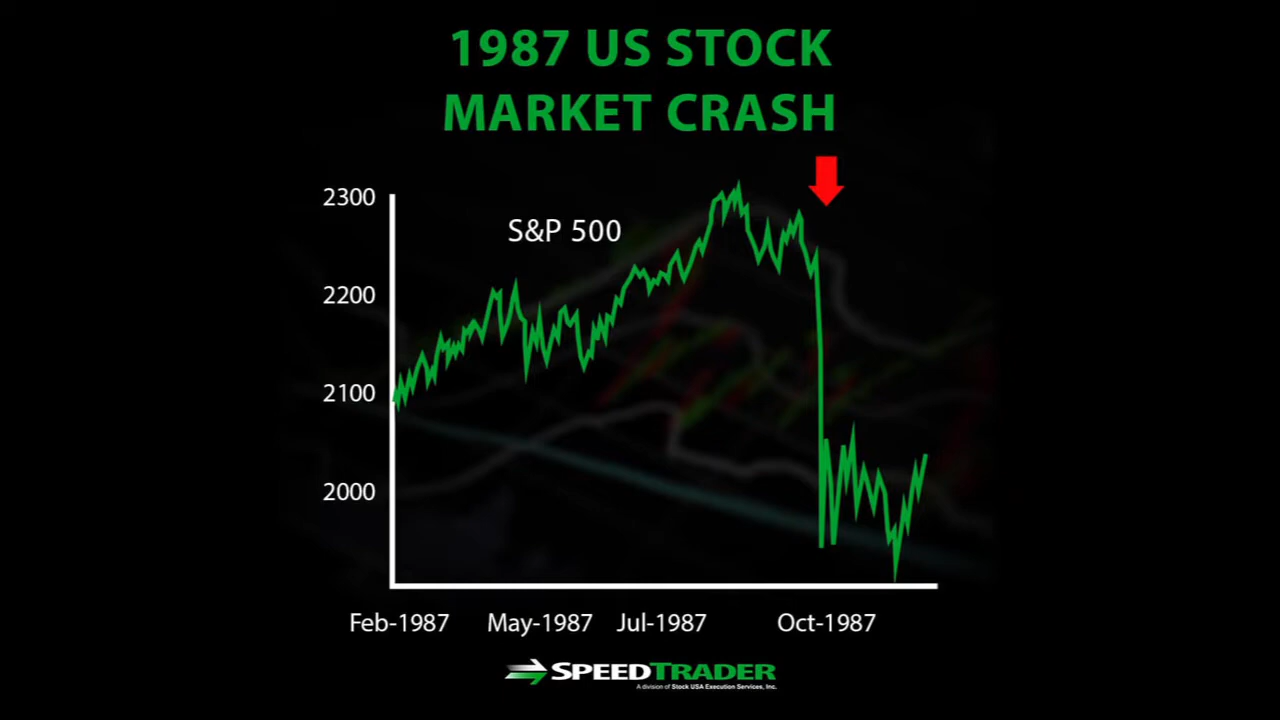 1987 US STOCK
MARKET CRASH
2300
S&P 500
2200
2100
2000
Feb-1987 May-1987 Jul-1987 Oct-1987
SPEEDTRADER
A division of Stock USA Execution Services, Inc.